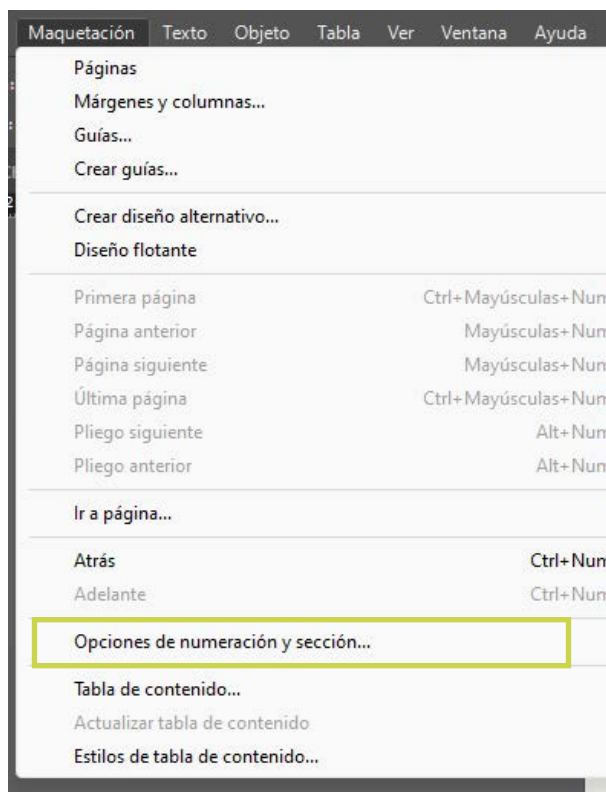 Maquetación Texto Objeto Tabla Ver Ventana Ayuda
Páginas
Márgenes y columnas...
Guías...
Crear guías...
Crear diseño alternativo...
Diseño flotante
Primera página Ctrl+Mayúsculas+Num
Página anterior Mayúsculas+Num
Página siguiente Mayúsculas+Num
Última página Ctrl+Mayúsculas+Num
Pliego siguiente Alt+Num
Pliego anterior Alt+Num
Ir a página...
Atrás Ctrl+Num
Adelante Ctrl+Num
Opciones de numeración y sección...
Tabla de contenido...
Actualizar tabla de contenido
Estilos de tabla de contenido...